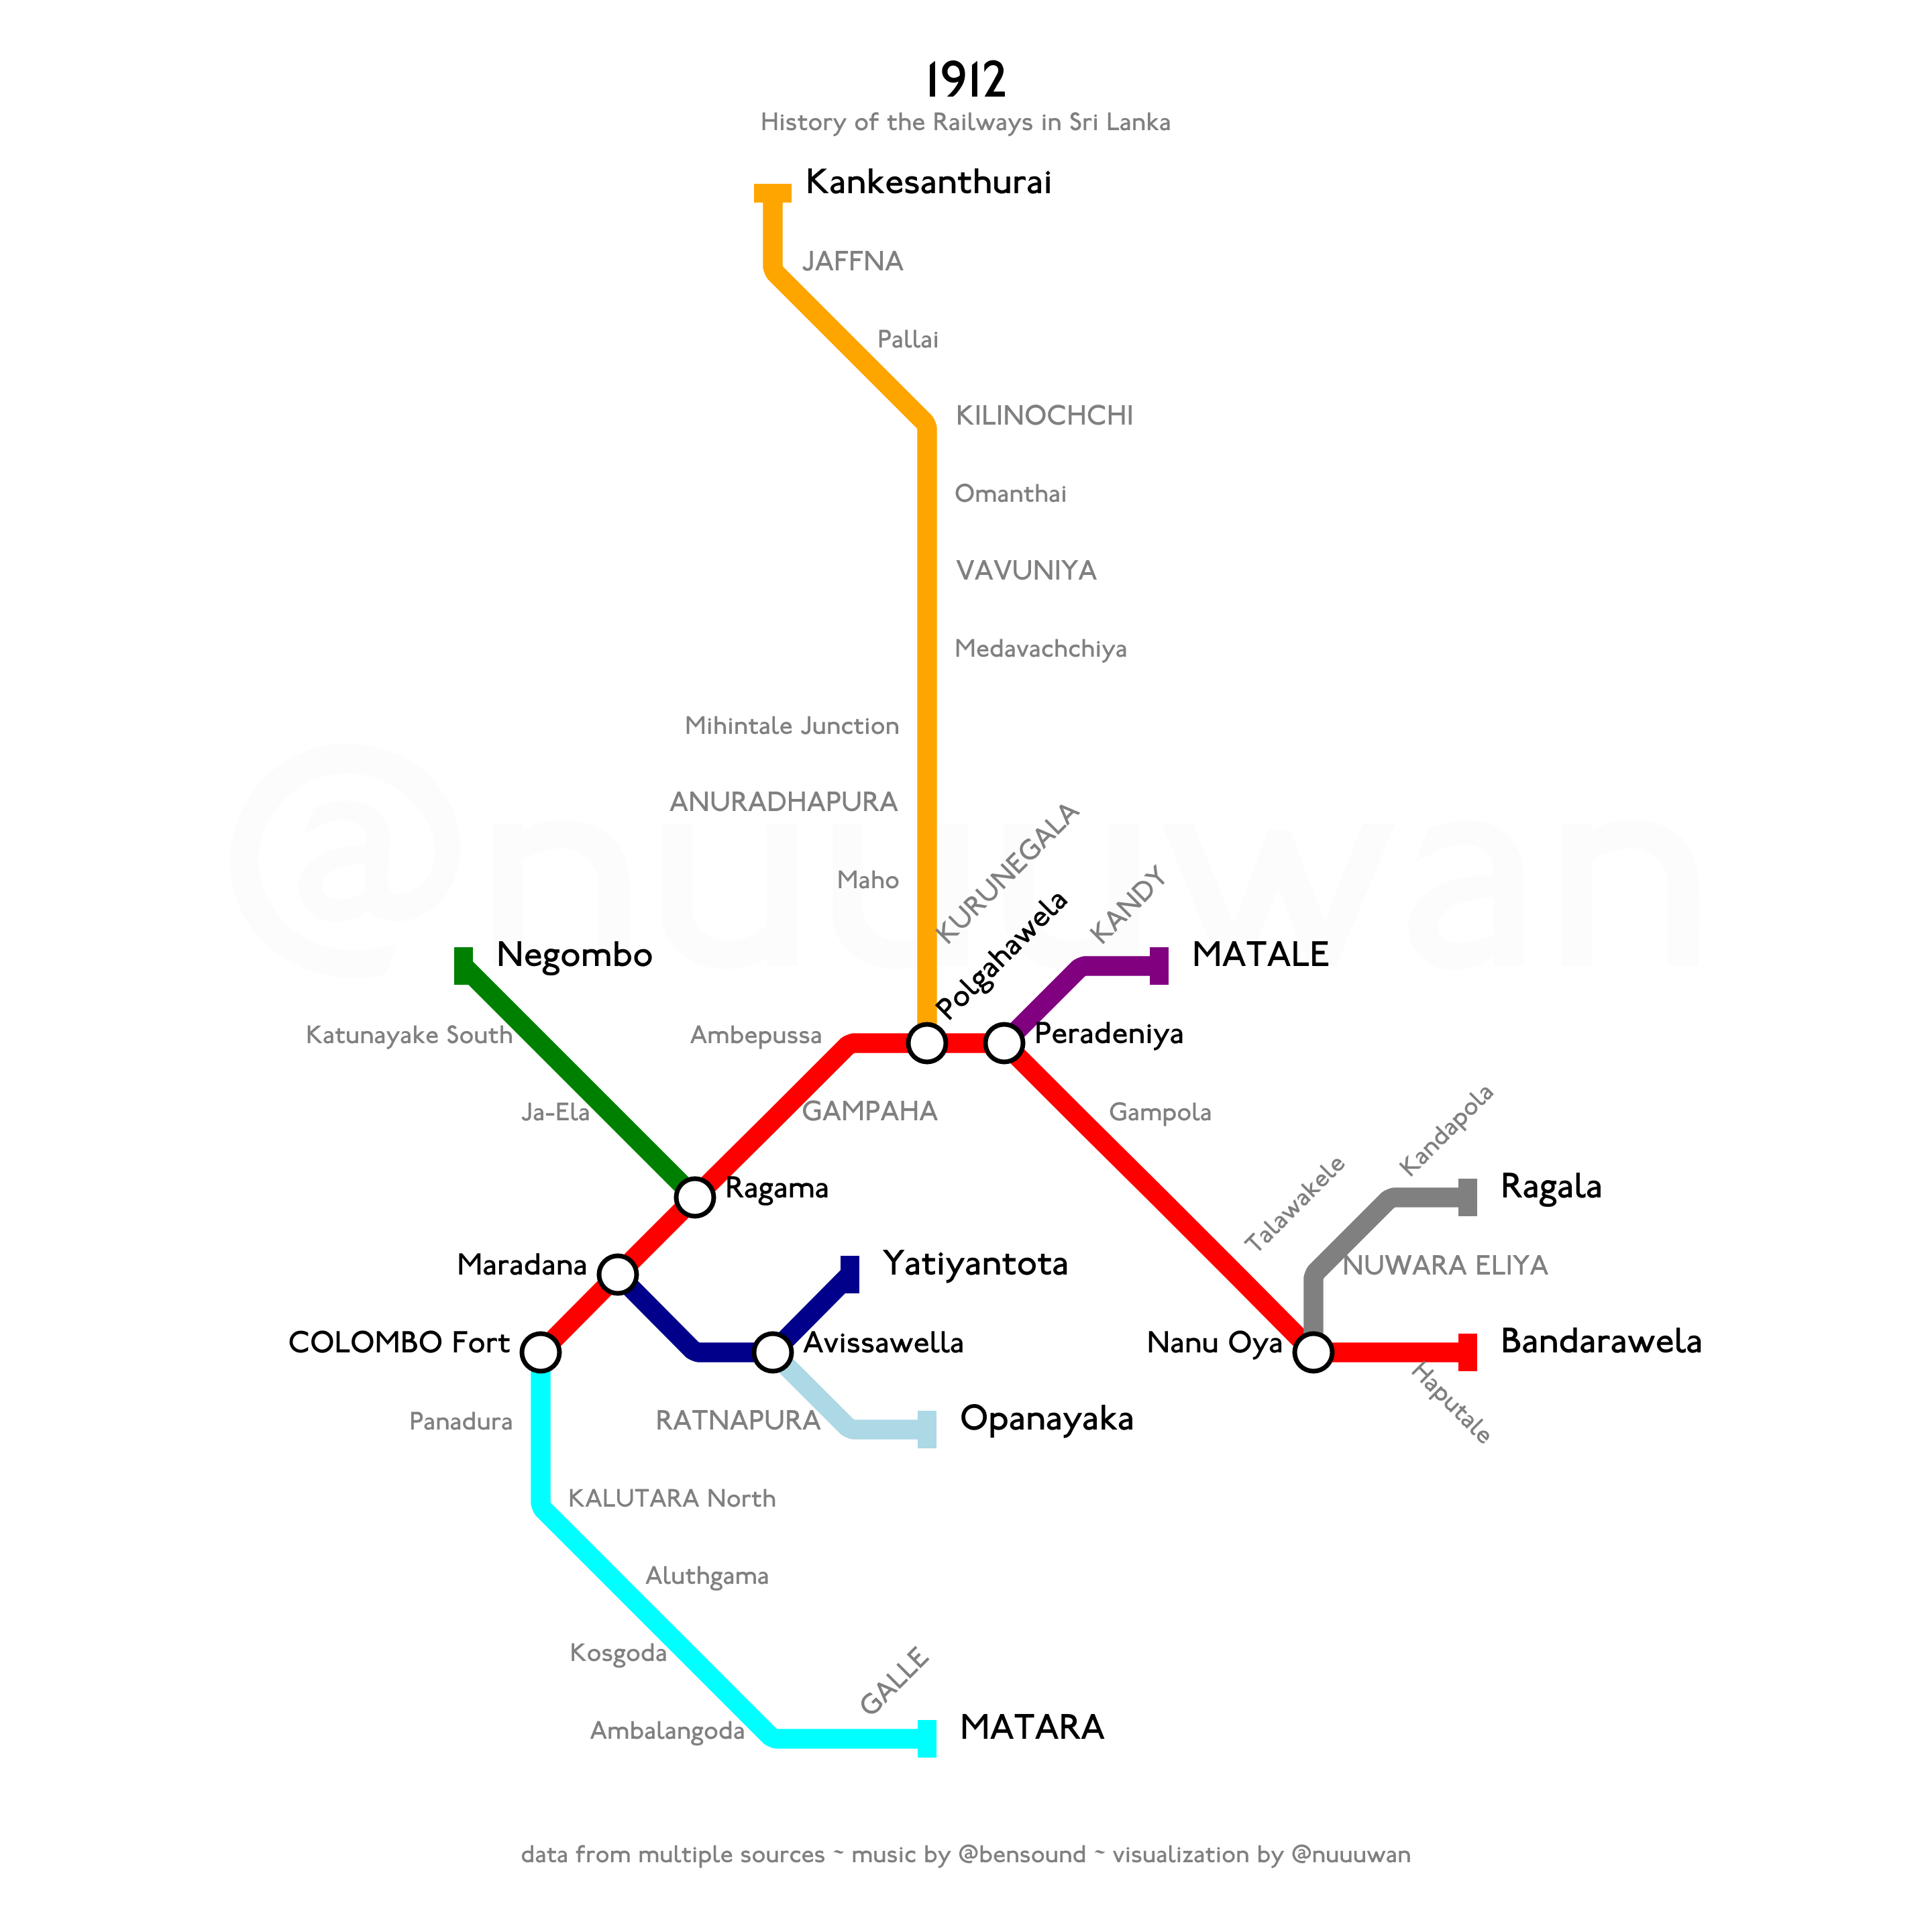 1912
History of the Railways in Sri Lanka
Kankesanthurai
JAFFNA
Pallai
KILINOCHCHI
Omanthai
VAVUNIYA
Medavachchiya
Mihintale Junction
ANURADHAPURA
Maho
KURUNEGALA
KANDY
@nuuuwan
Polgahawela
Negombo
MATALE
Katunayake South
Ambepussa
Peradeniya
Ja-Ela
GAMPAHA
Gampola
Kandapola
Talawakele
Ragama
Ragala
Maradana
Yatiyantota
NUWARA ELIYA
COLOMBO Fort
Avissawella
Nanu Oya
Bandarawela
Haputale
Panadura
RATNAPURA
Opanayaka
KALUTARA North
Aluthgama
Kosgoda
GALLE
Ambalangoda
MATARA
data from multiple sources ~ music by @bensound ~ visualization by @nuuuwan